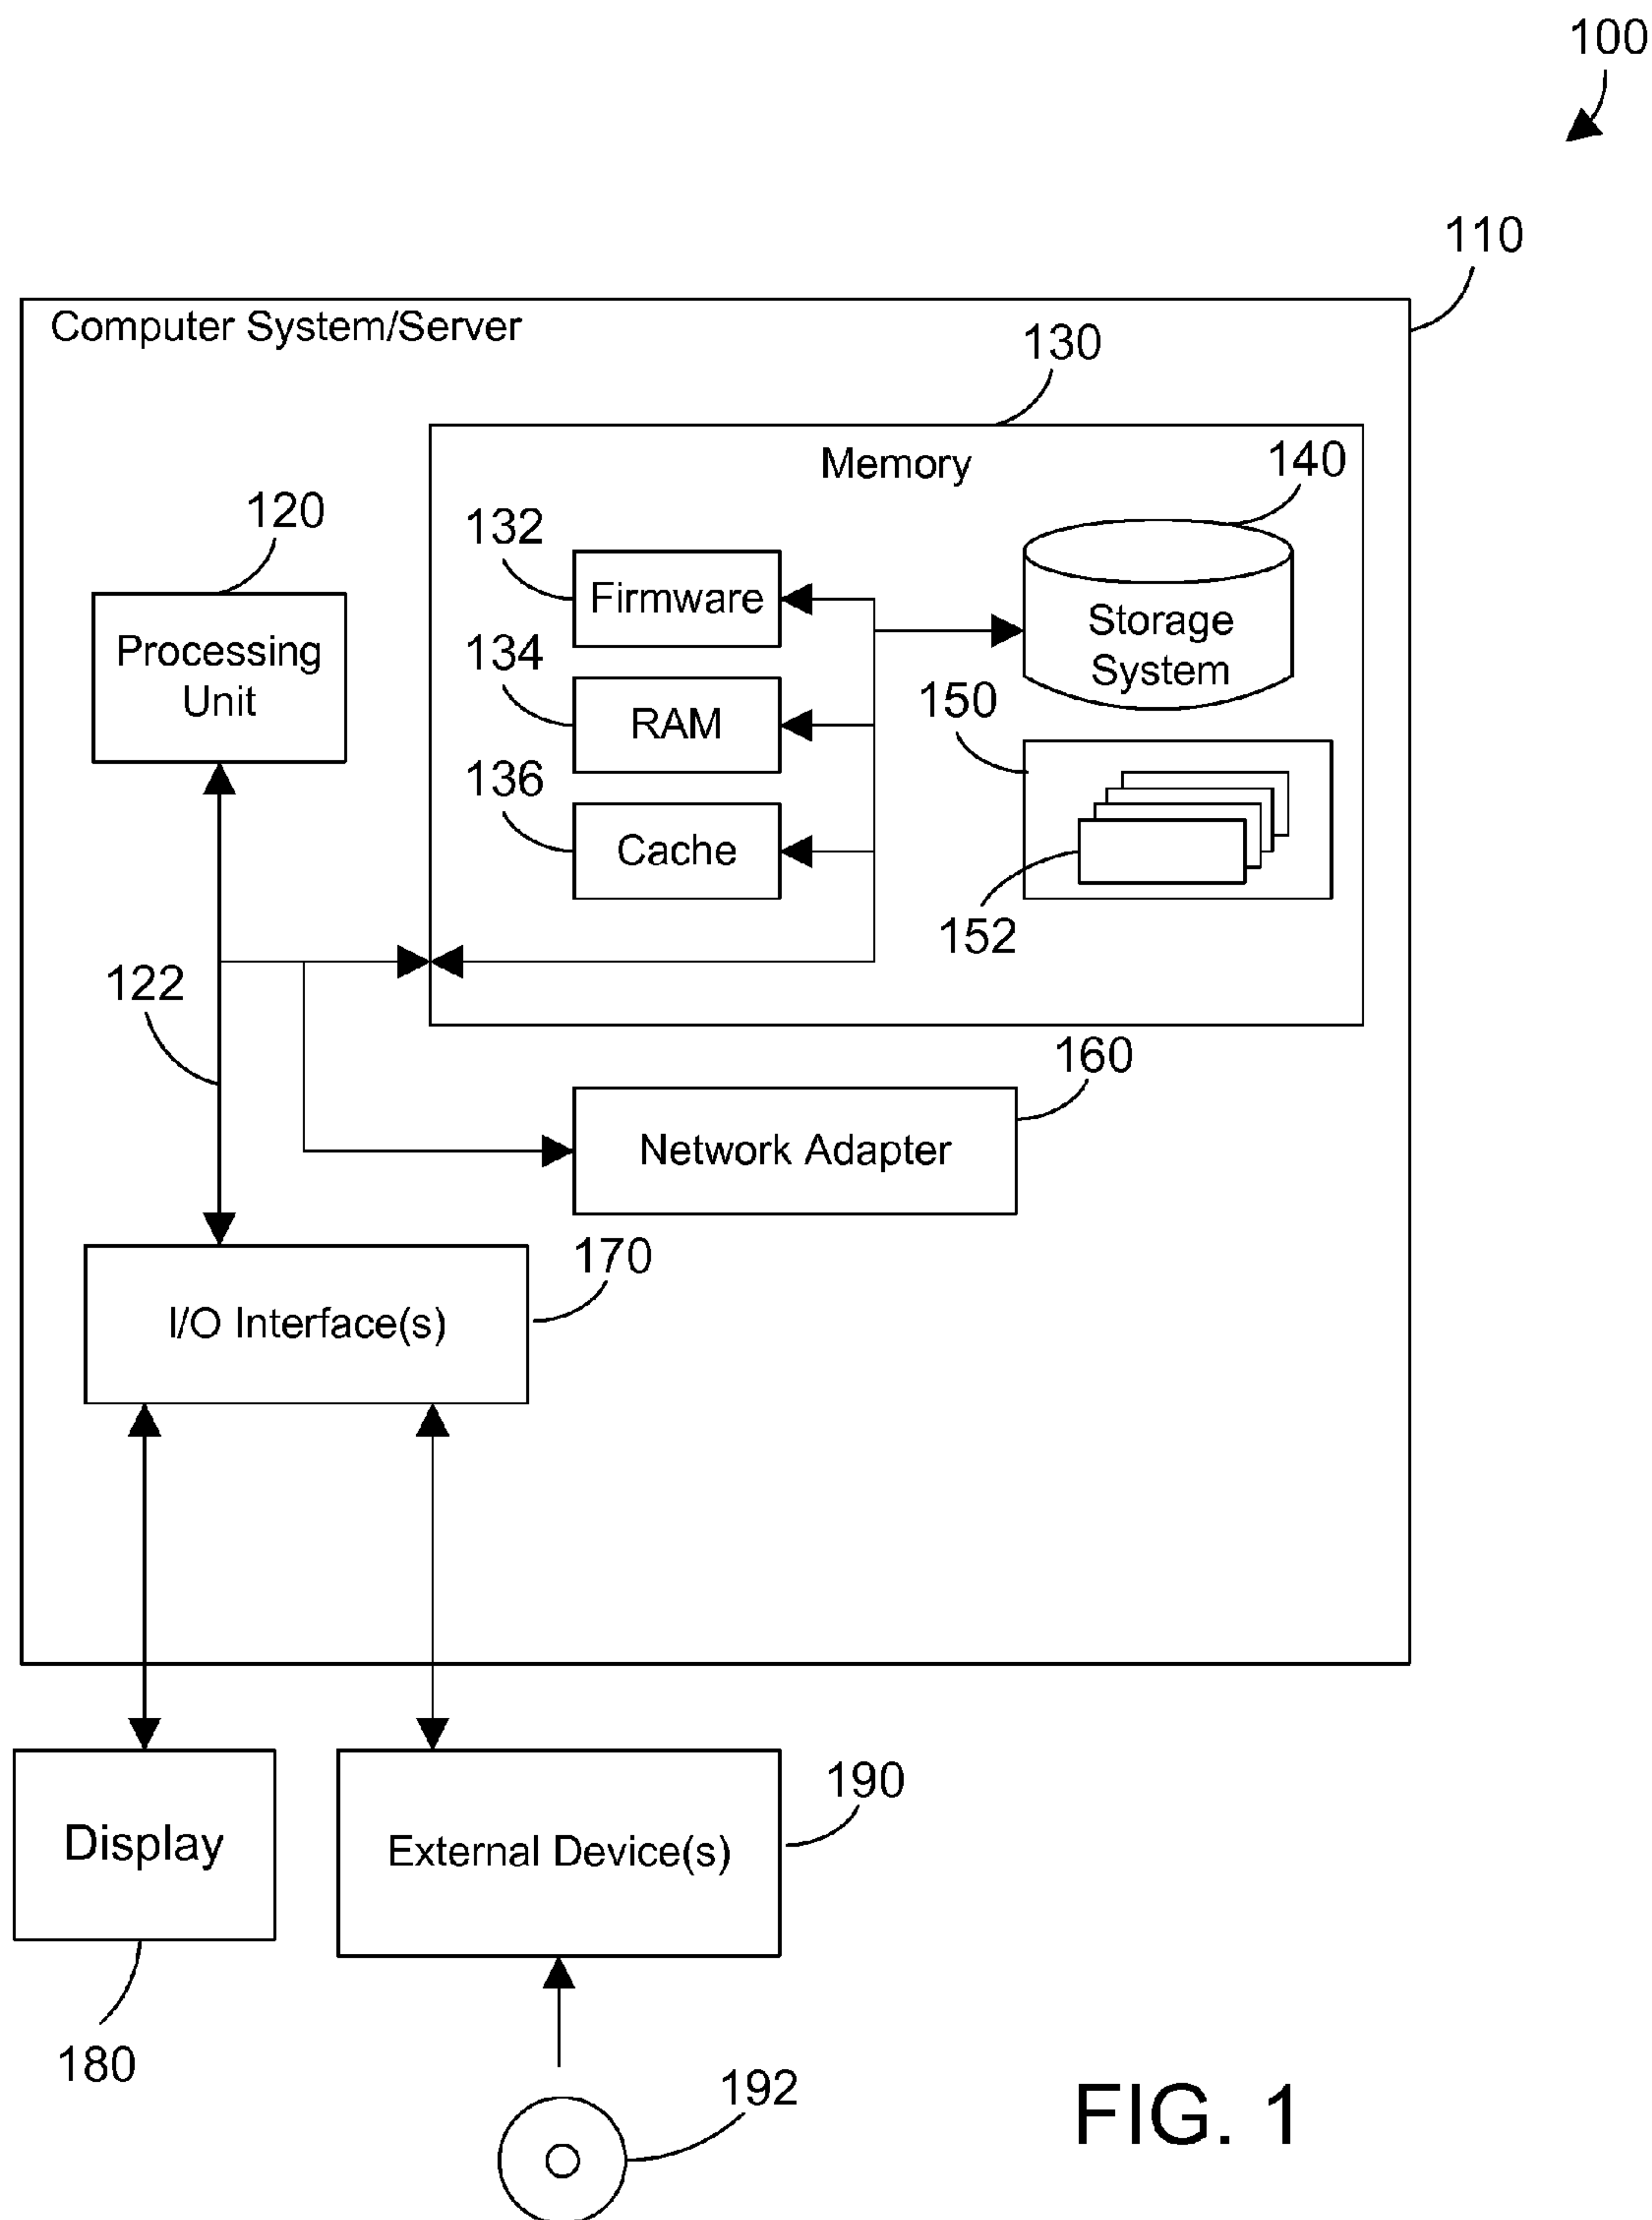 100
110
Computer System/Server
130
Memory
140
120
132
Firmware
Processing
Unit
Storage
System
134
RAM
150
136
Cache
152
122
160
Network Adapter
170
I/O Interface(s)
190
Display
External Device(s)
180
192
FIG. 1